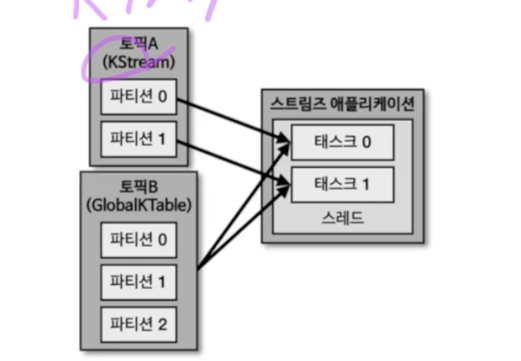 토픽A
(KStream)
파티션 0
파티션 1
토픽B
(GlobalKTable)
파티션 0
파티션 1
파티션 2
스트림즈 애플리케이션
태스크 0
태스크 1
스레드